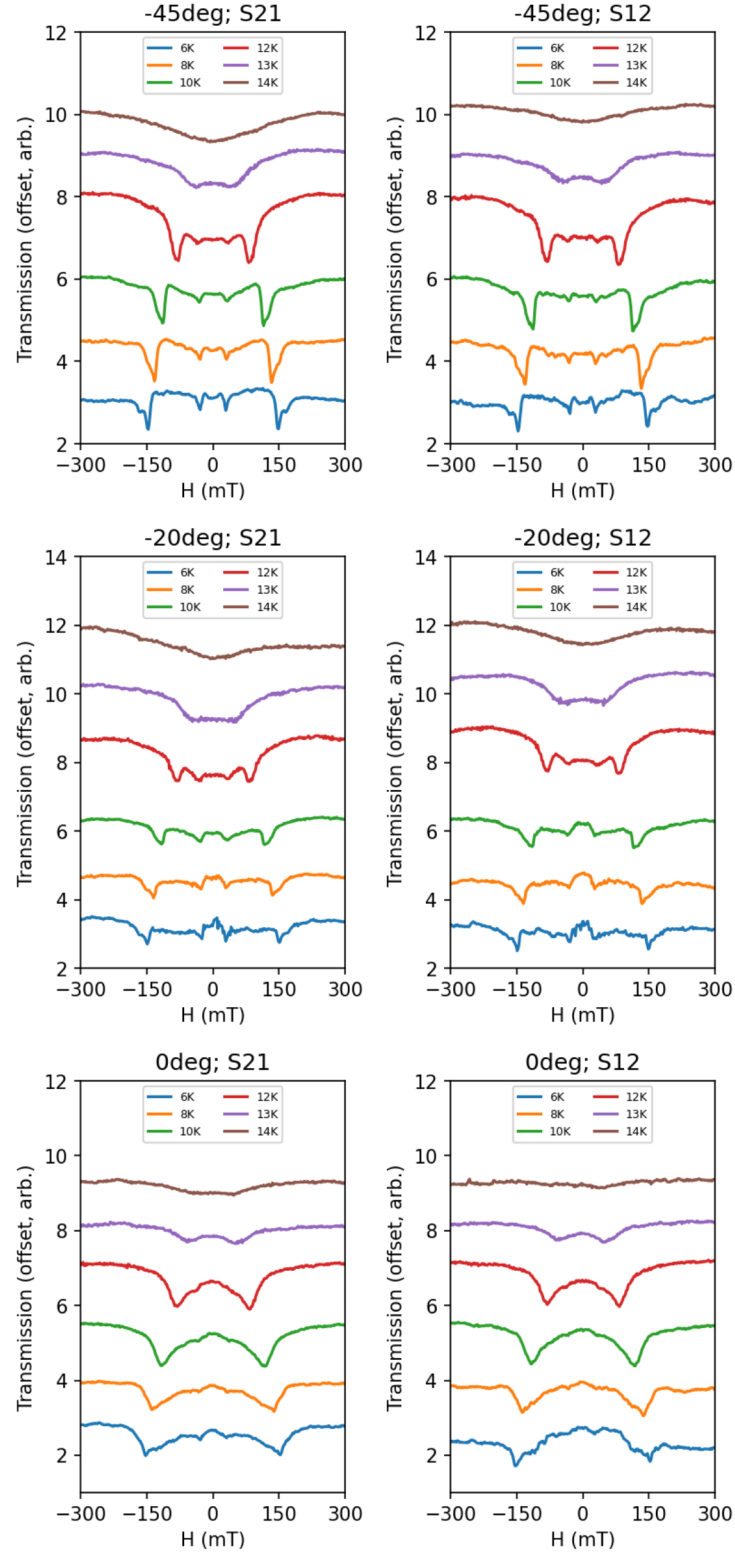 -45deg; S21
12
10
8
6
4
2
Transmission (offset, arb.)
6K 12K
8K 13K
10K 14K
−300 −150 0 150 300
H (mT)
-45deg; S12
12
10
8
6
4
2
Transmission (offset, arb.)
6K 12K
8K 13K
10K 14K
−300 −150 0 150 300
H (mT)
-20deg; S21
14
12
10
8
6
4
2
Transmission (offset, arb.)
6K 12K
8K 13K
10K 14K
−300 −150 0 150 300
H (mT)
-20deg; S12
14
12
10
8
6
4
2
Transmission (offset, arb.)
6K 12K
8K 13K
10K 14K
−300 −150 0 150 300
H (mT)
0deg; S21
12
10
8
6
4
2
Transmission (offset, arb.)
6K 12K
8K 13K
10K 14K
−300 −150 0 150 300
H (mT)
0deg; S12
12
10
8
6
4
2
Transmission (offset, arb.)
6K 12K
8K 13K
10K 14K
−300 −150 0 150 300
H (mT)